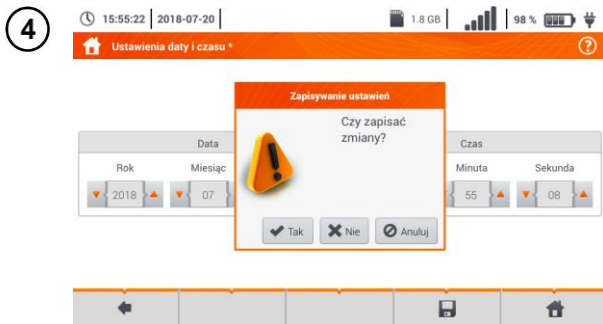 4
15:55:22 2018-07-20 1.8 GB 98 %
Ustawienia daty i czasu * ?
Zapisywanie ustawień
Czy zapisać
zmiany?
Data Czas
Rok Miesiąc Minuta Sekunda
2018 07 55 08
Tak Nie Anuluj